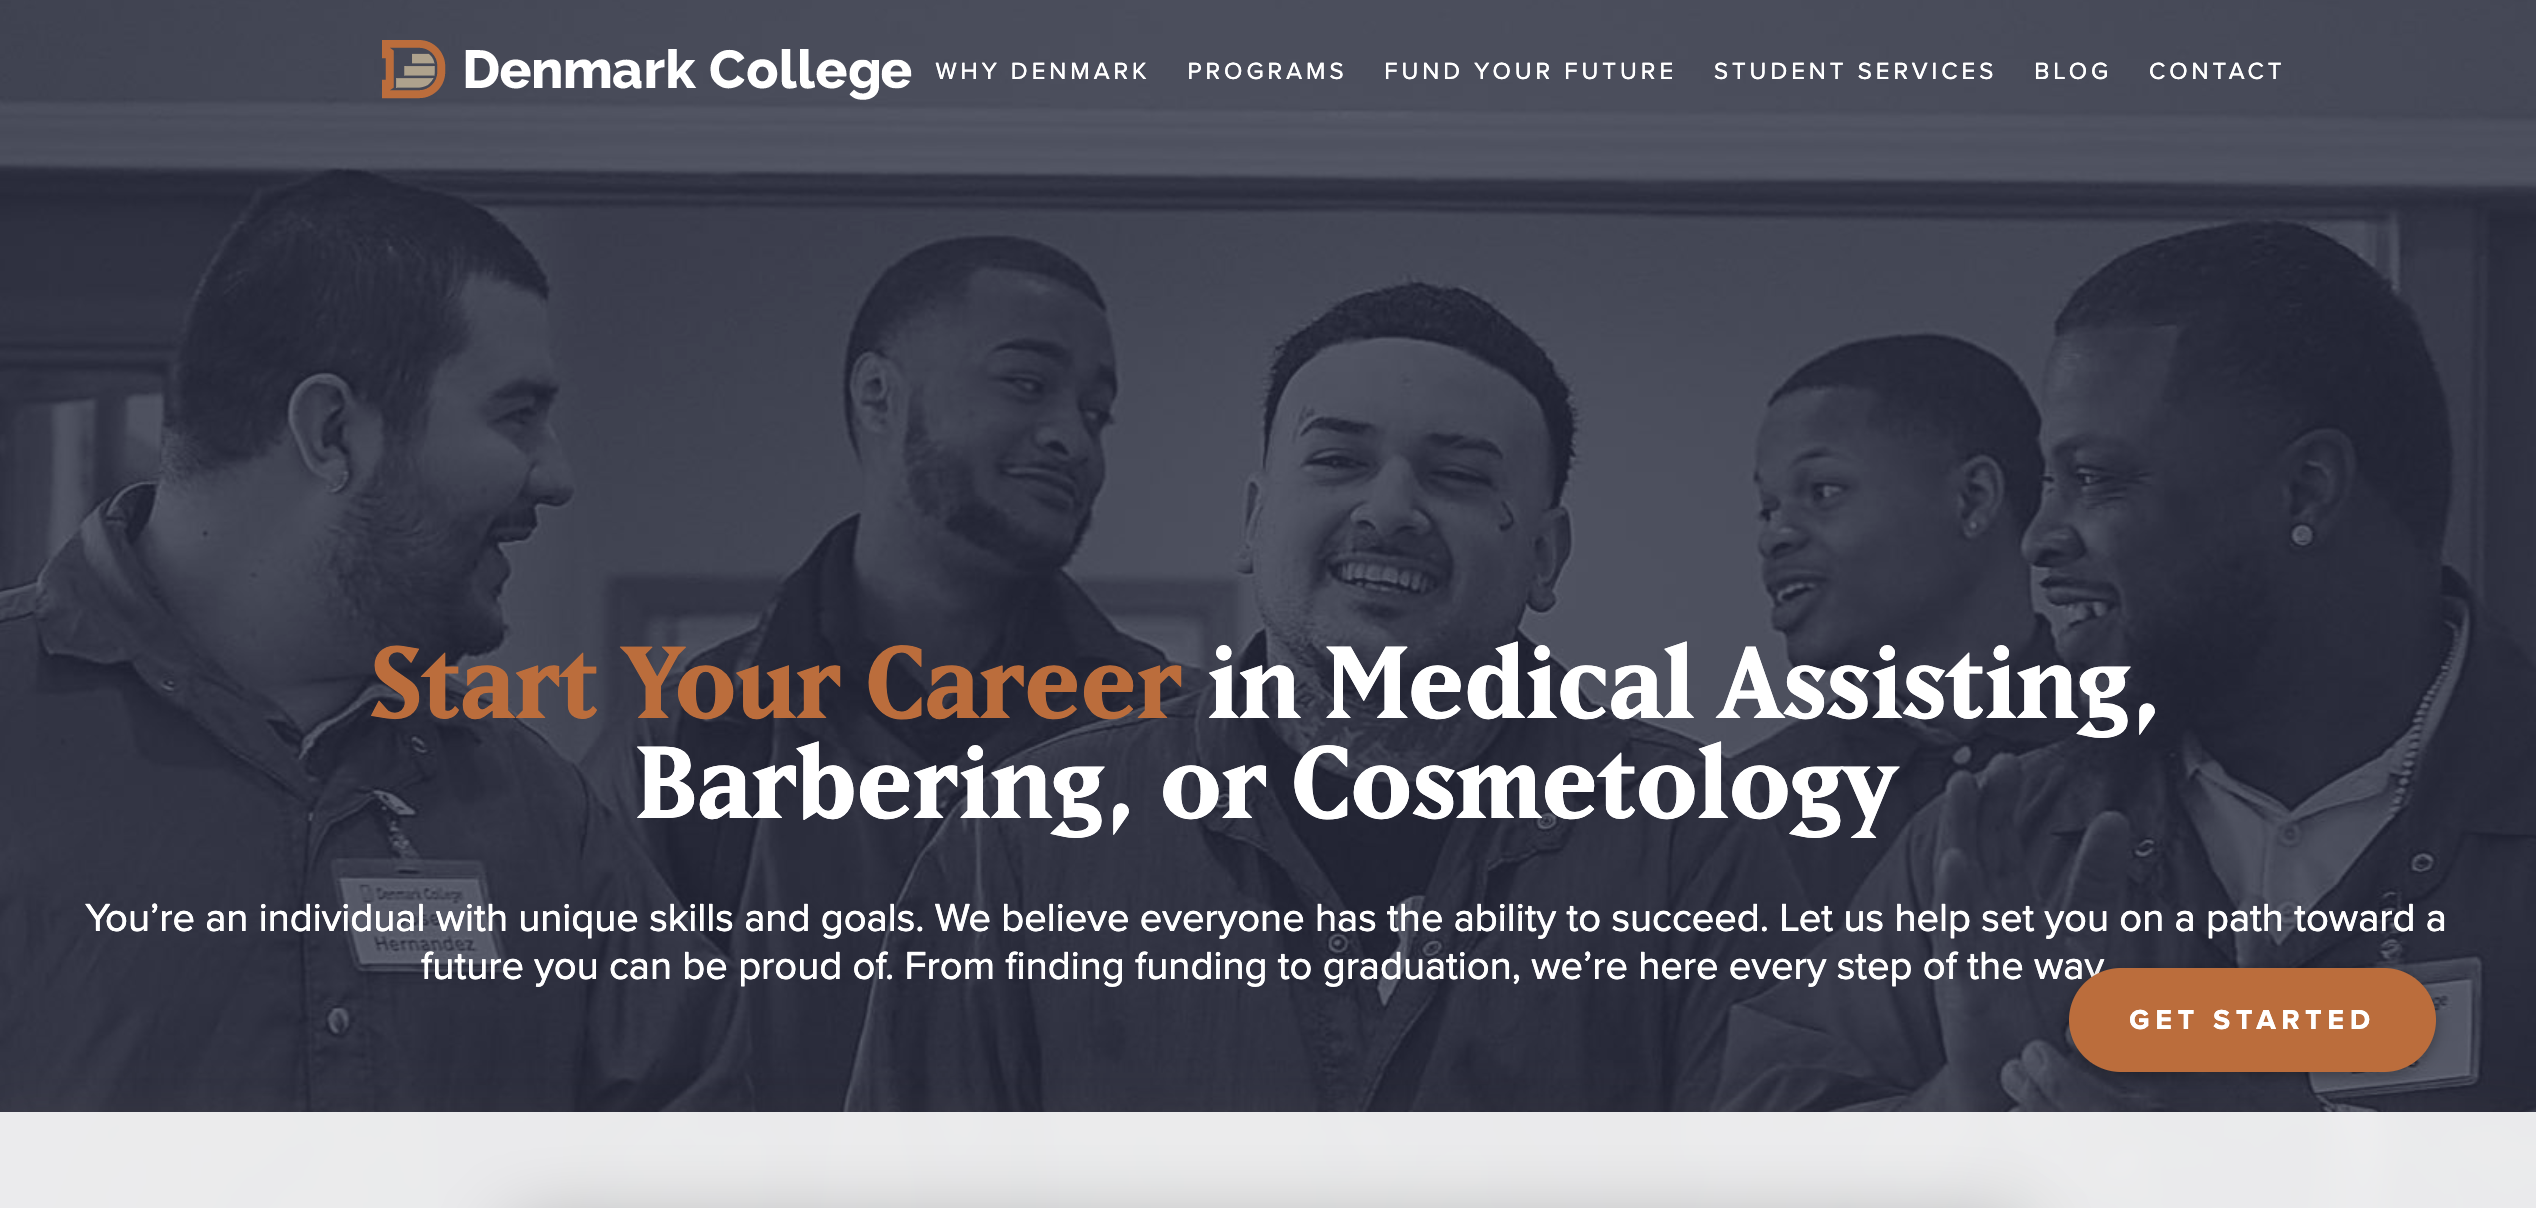 Denmark College
WHY DENMARK
PROGRAMS
FUND YOUR FUTURE
STUDENT SERVICES
BLOG
CONTACT
Start Your Career in Medical Assisting,
Barbering, or Cosmetology
Denmark College
Hernandez
You’re an individual with unique skills and goals. We believe everyone has the ability to succeed. Let us help set you on a path toward a
future you can be proud of. From finding funding to graduation, we’re here every step of the way
GET STARTED